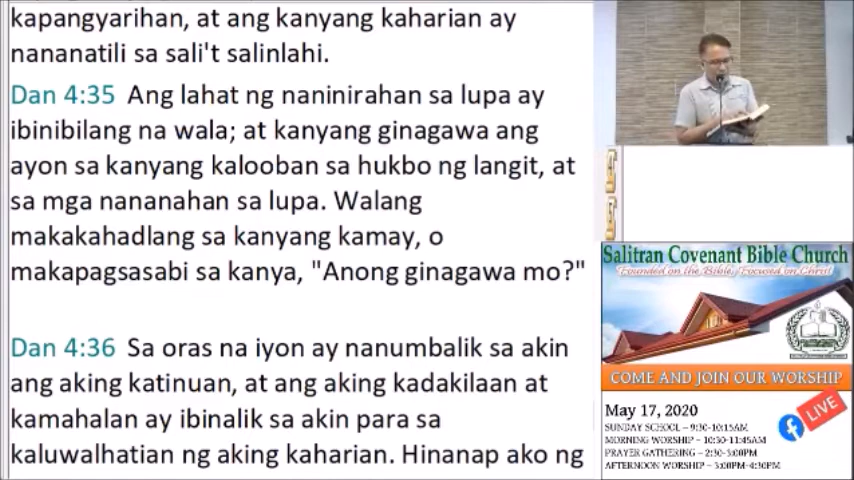 kapangyarihan, at ang kanyang kaharian ay
nananatili sa sali't salinlahi.
Dan 4:35 Ang lahat ng naninirahan sa lupa ay
ibinibilang na wala; at kanyang ginagawa ang
ayon sa kanyang kalooban sa hukbo ng langit, at
sa mga nananahan sa lupa. Walang
makakahadlang sa kanyang kamay, o
makapagsasabi sa kanya, "Anong ginagawa mo?"
Dan 4:36 Sa oras na iyon ay nanumbalik sa akin
ang aking katinuan, at ang aking kadakilaan at
kamahalan ay ibinalik sa akin para sa
kaluwalhatian ng aking kaharian. Hinanap ako ng
Salitran Covenant Bible Church
Founded on the Bible, Focused on Christ
COME AND JOIN OUR WORSHIP
May 17, 2020
LIVE
SUNDAY SCHOOL – 9:30-10:15AM
MORNING WORSHIP – 10:30-11:45AM
PRAYER GATHERING – 2:30-3:00PM
AFTERNOON WORSHIP – 3:00PM-4:30PM